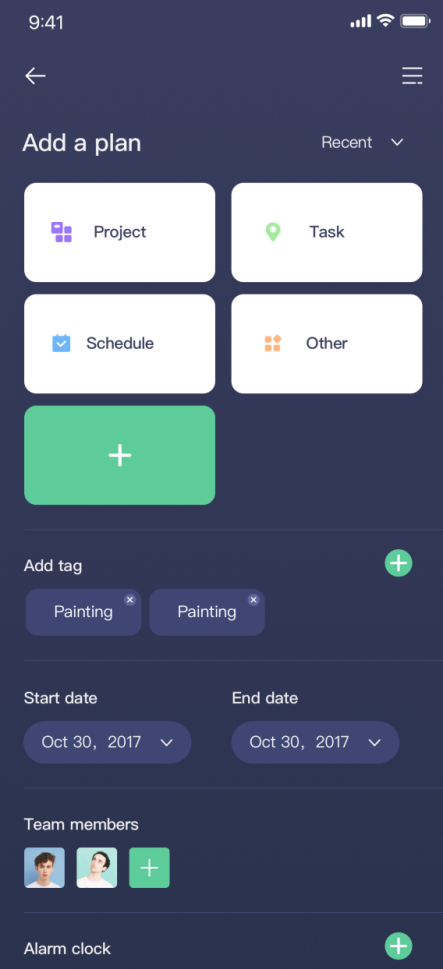 9:41
Add a plan
Recent
Project
Task
Schedule
Other
Add tag
Painting
Painting
Start date
End date
Oct 30，2017
Oct 30，2017
Team members
Alarm clock